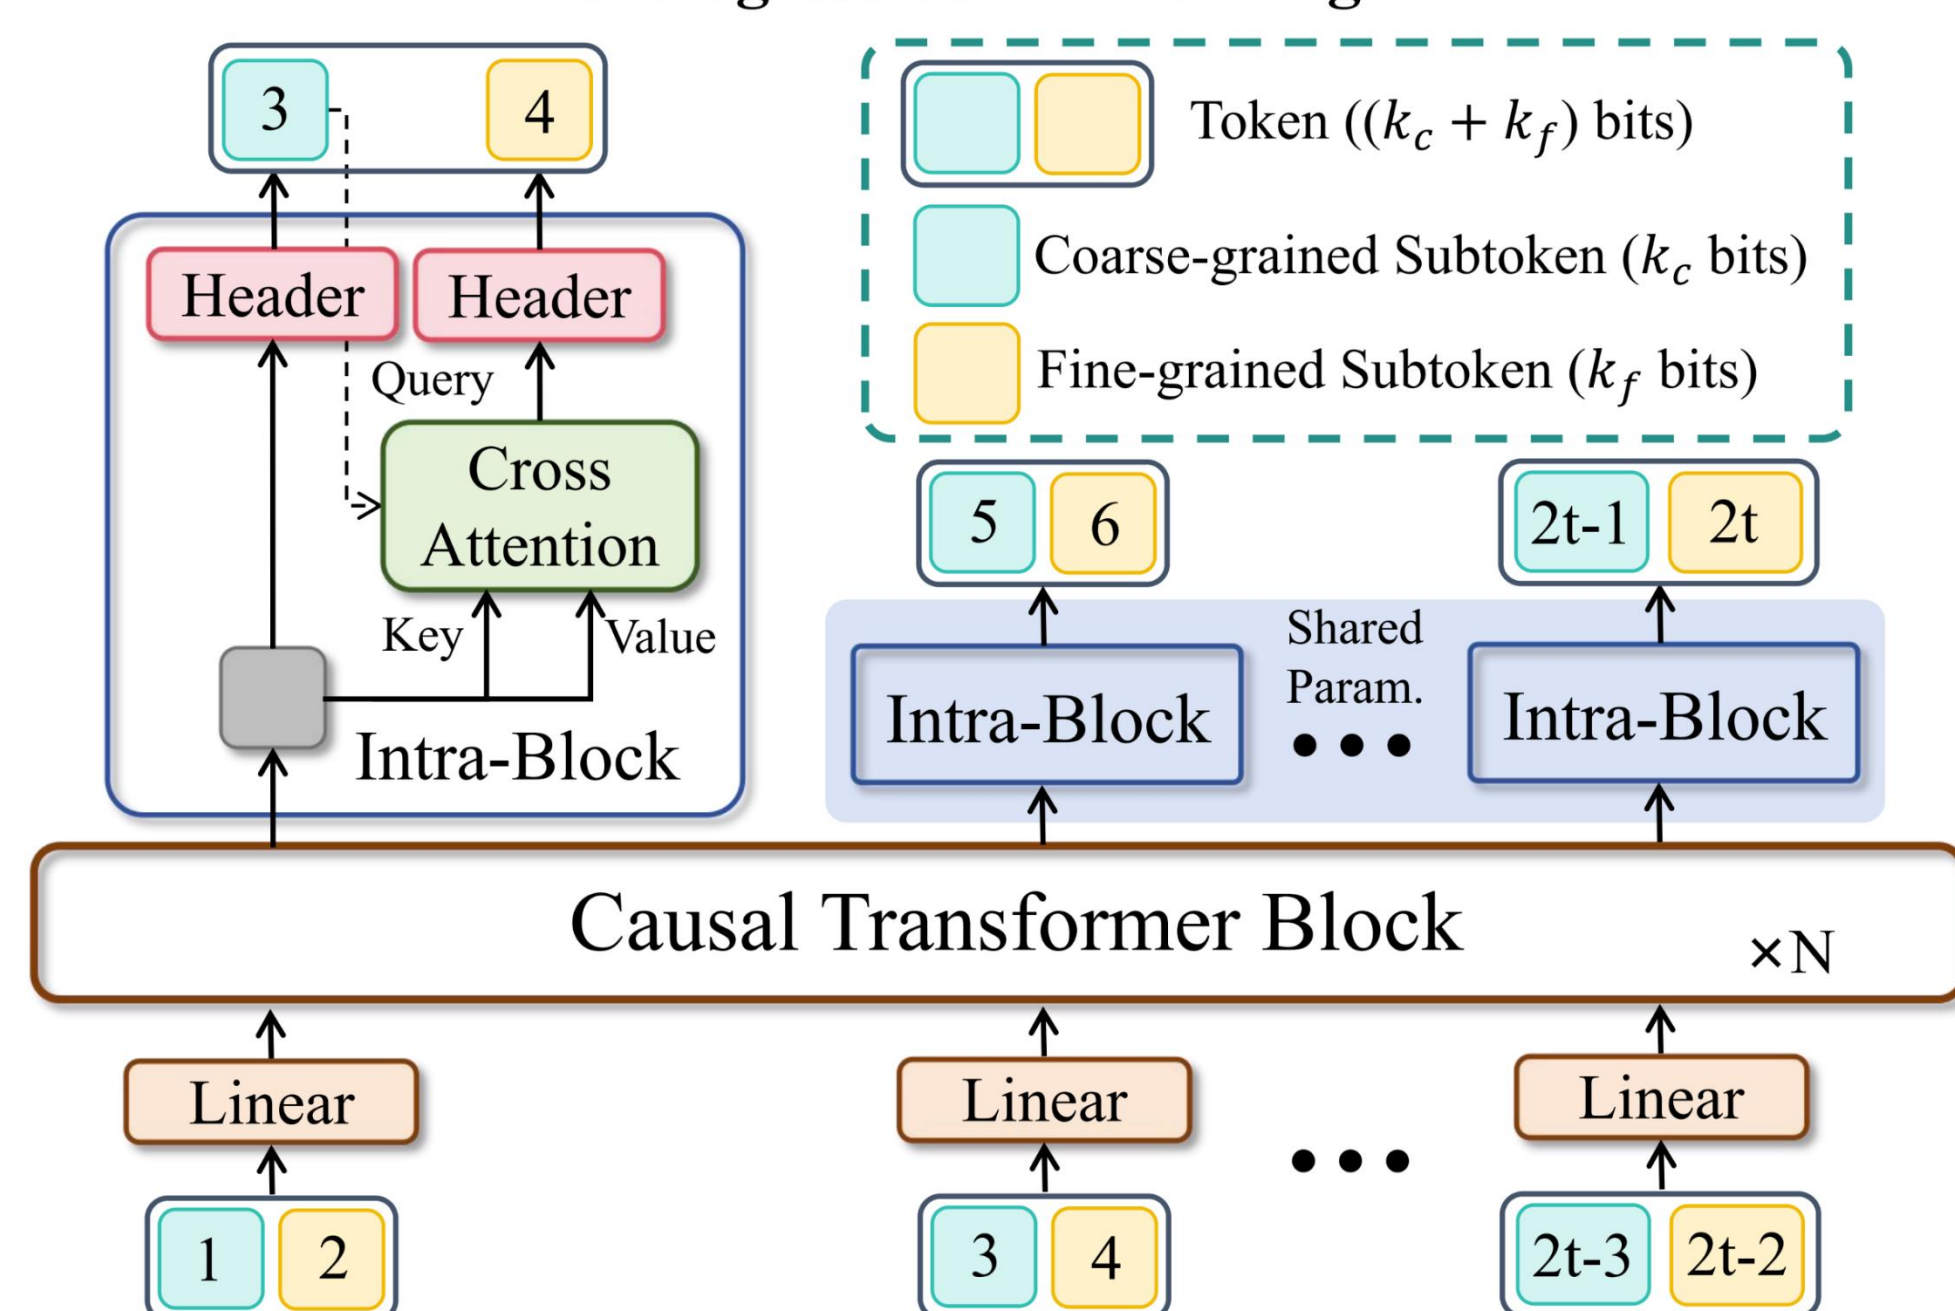 3
4
Token ((k_c + k_f) bits)
Coarse-grained Subtoken (k_c bits)
Fine-grained Subtoken (k_f bits)
Header
Header
Query
Cross
Attention
Key
Value
Intra-Block
5
6
2t-1
2t
Intra-Block
Shared
Param.
•••
Intra-Block
Causal Transformer Block
×N
Linear
Linear
•••
Linear
1
2
3
4
2t-3
2t-2